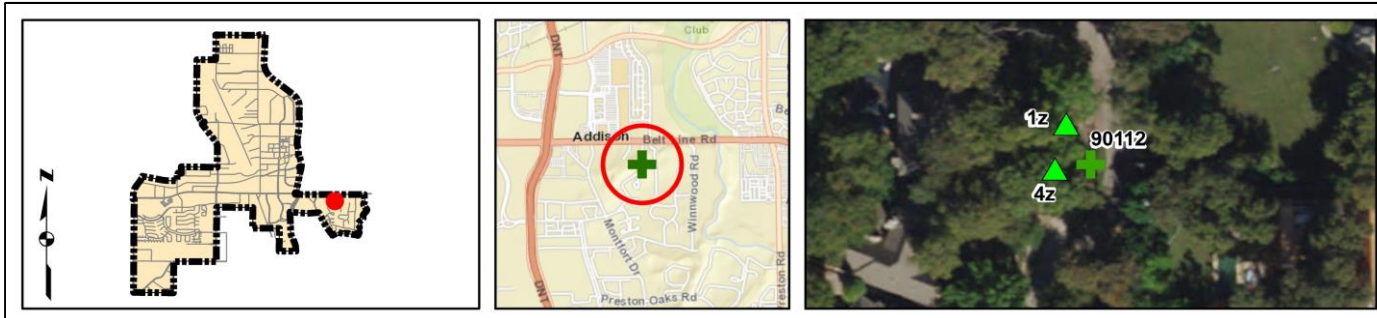 N
DNT
Club
Addison
Belt Line Rd
Be
Montfort Dr
Winnwood Rd
DNT
Preston Oaks Rd
Preston Rd
1z
90112
4z